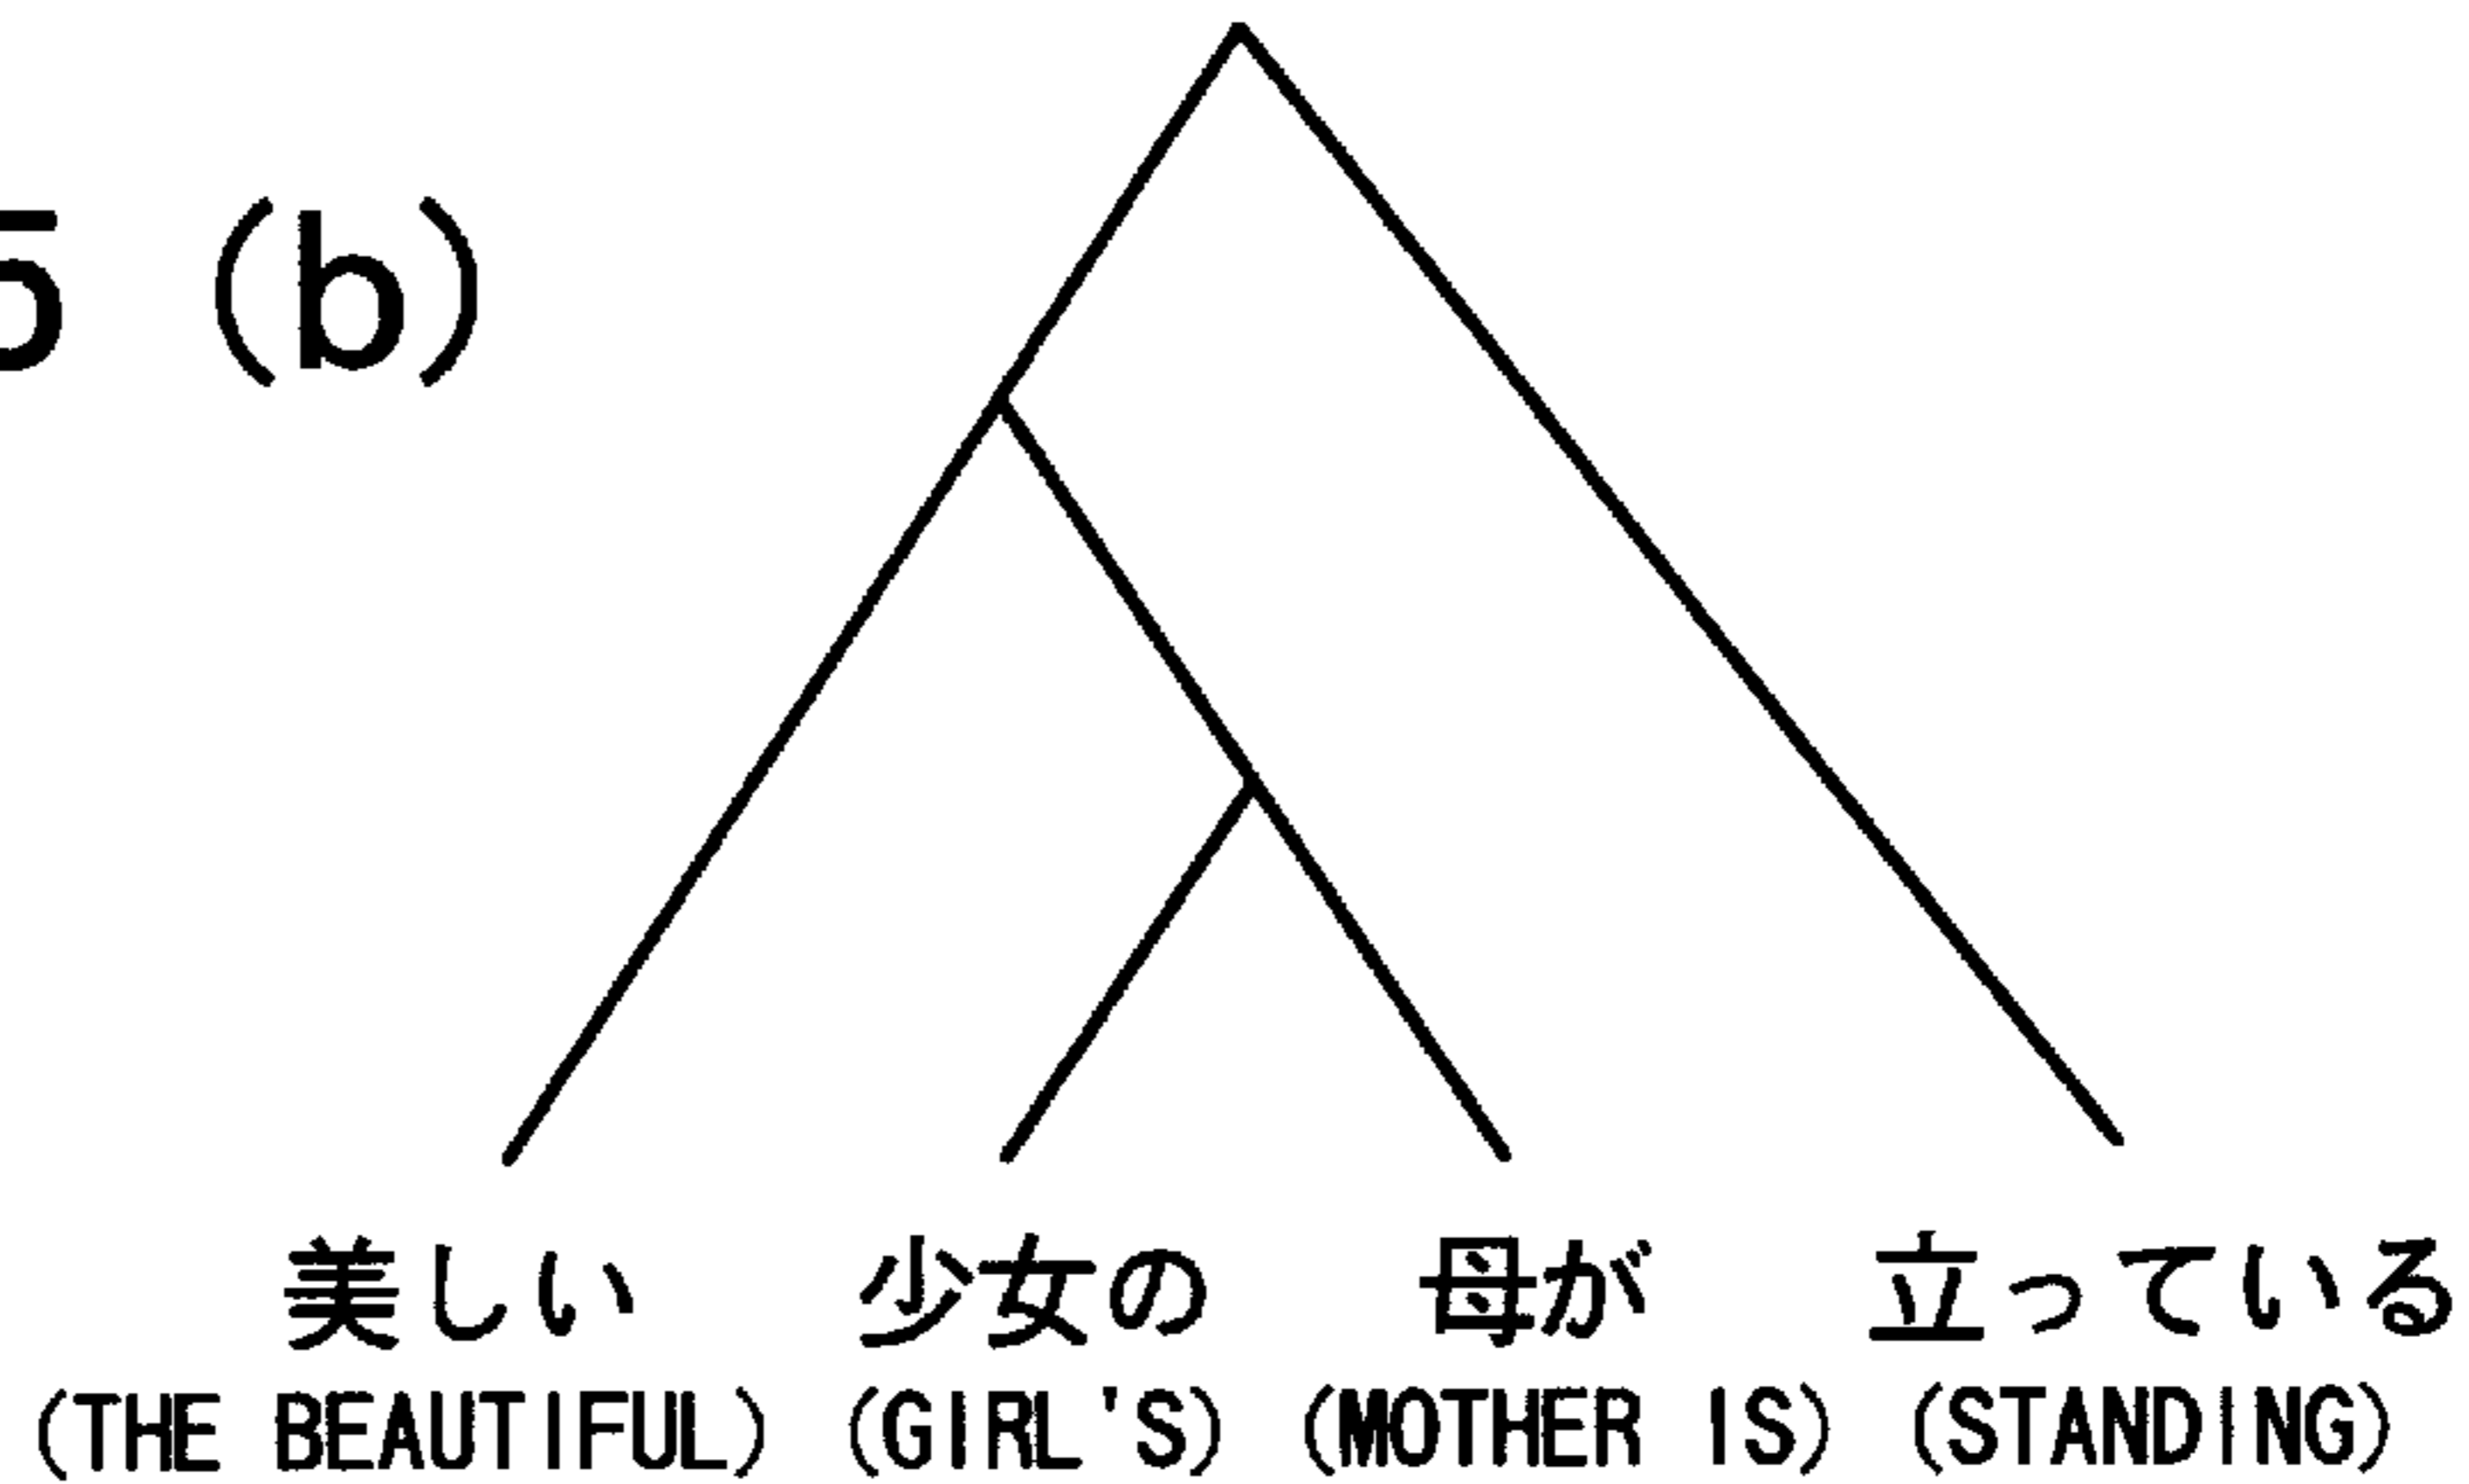 5 (b)
美しい 少女の 母が 立っている
(THE BEAUTIFUL) (GIRL'S) (MOTHER IS) (STANDING)